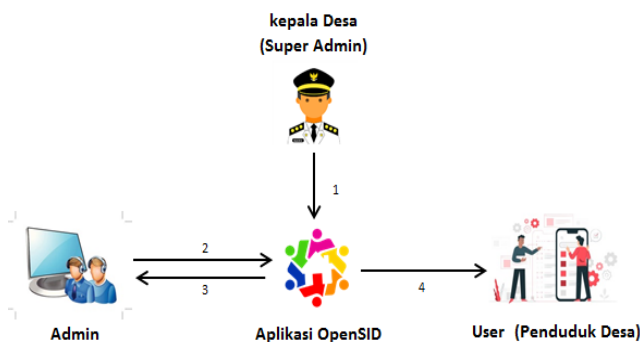 kepala Desa
(Super Admin)
1
2
3
4
Admin
Aplikasi OpenSID
User (Penduduk Desa)